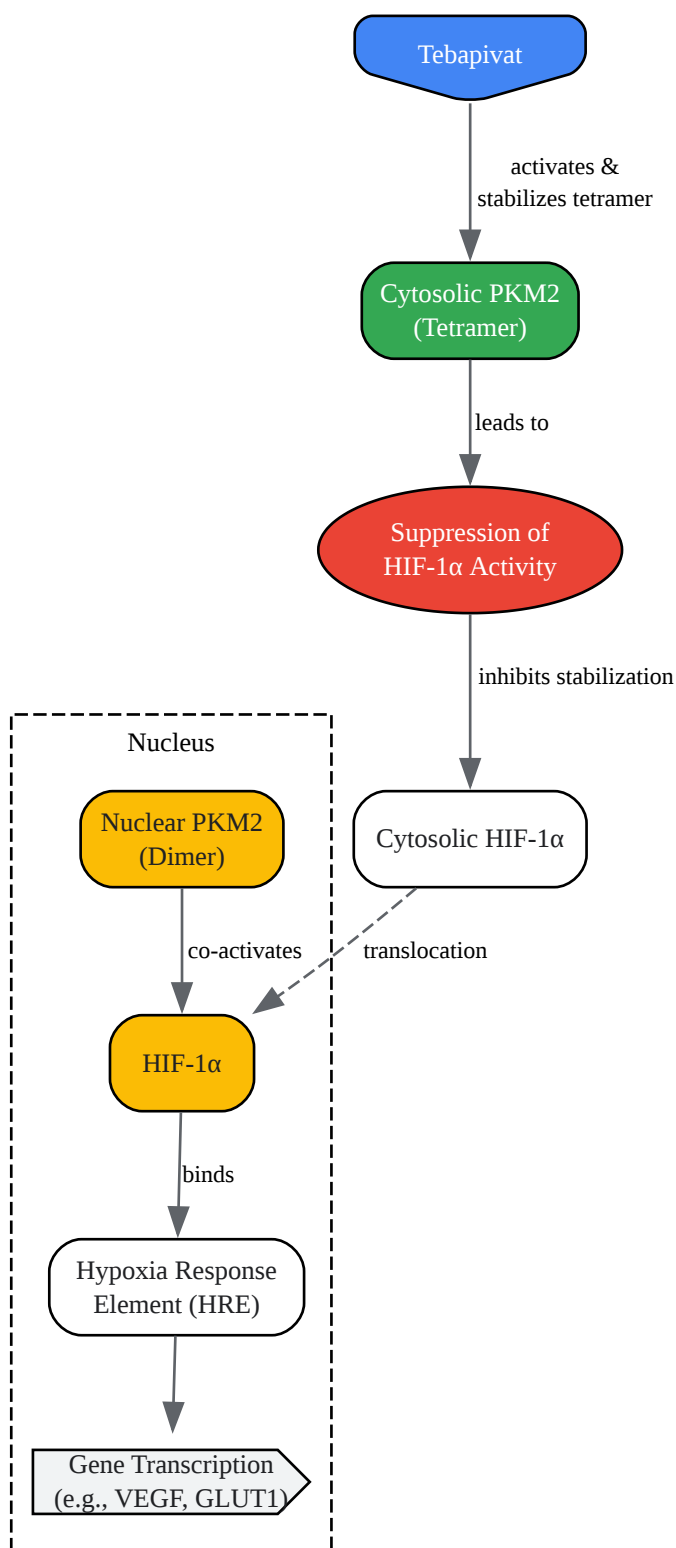 Tebapivat
activates &
stabilizes tetramer
Cytosolic PKM2
(Tetramer)
leads to
Suppression of
HIF-1α Activity
inhibits stabilization
Nucleus
Nuclear PKM2
(Dimer)
Cytosolic HIF-1α
co-activates
translocation
HIF-1α
binds
Hypoxia Response
Element (HRE)
Gene Transcription
(e.g., VEGF, GLUT1)